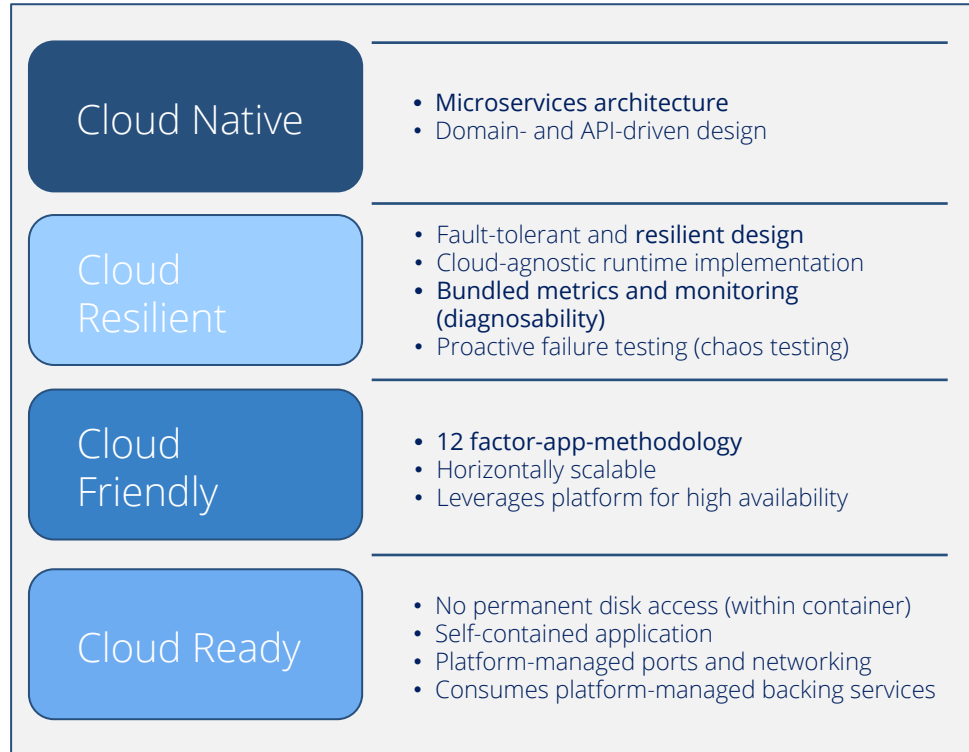 Cloud Native
• Microservices architecture
• Domain- and API-driven design
Cloud
Resilient
• Fault-tolerant and resilient design
• Cloud-agnostic runtime implementation
• Bundled metrics and monitoring
(diagnosability)
• Proactive failure testing (chaos testing)
Cloud
Friendly
• 12 factor-app-methodology
• Horizontally scalable
• Leverages platform for high availability
Cloud Ready
• No permanent disk access (within container)
• Self-contained application
• Platform-managed ports and networking
• Consumes platform-managed backing services